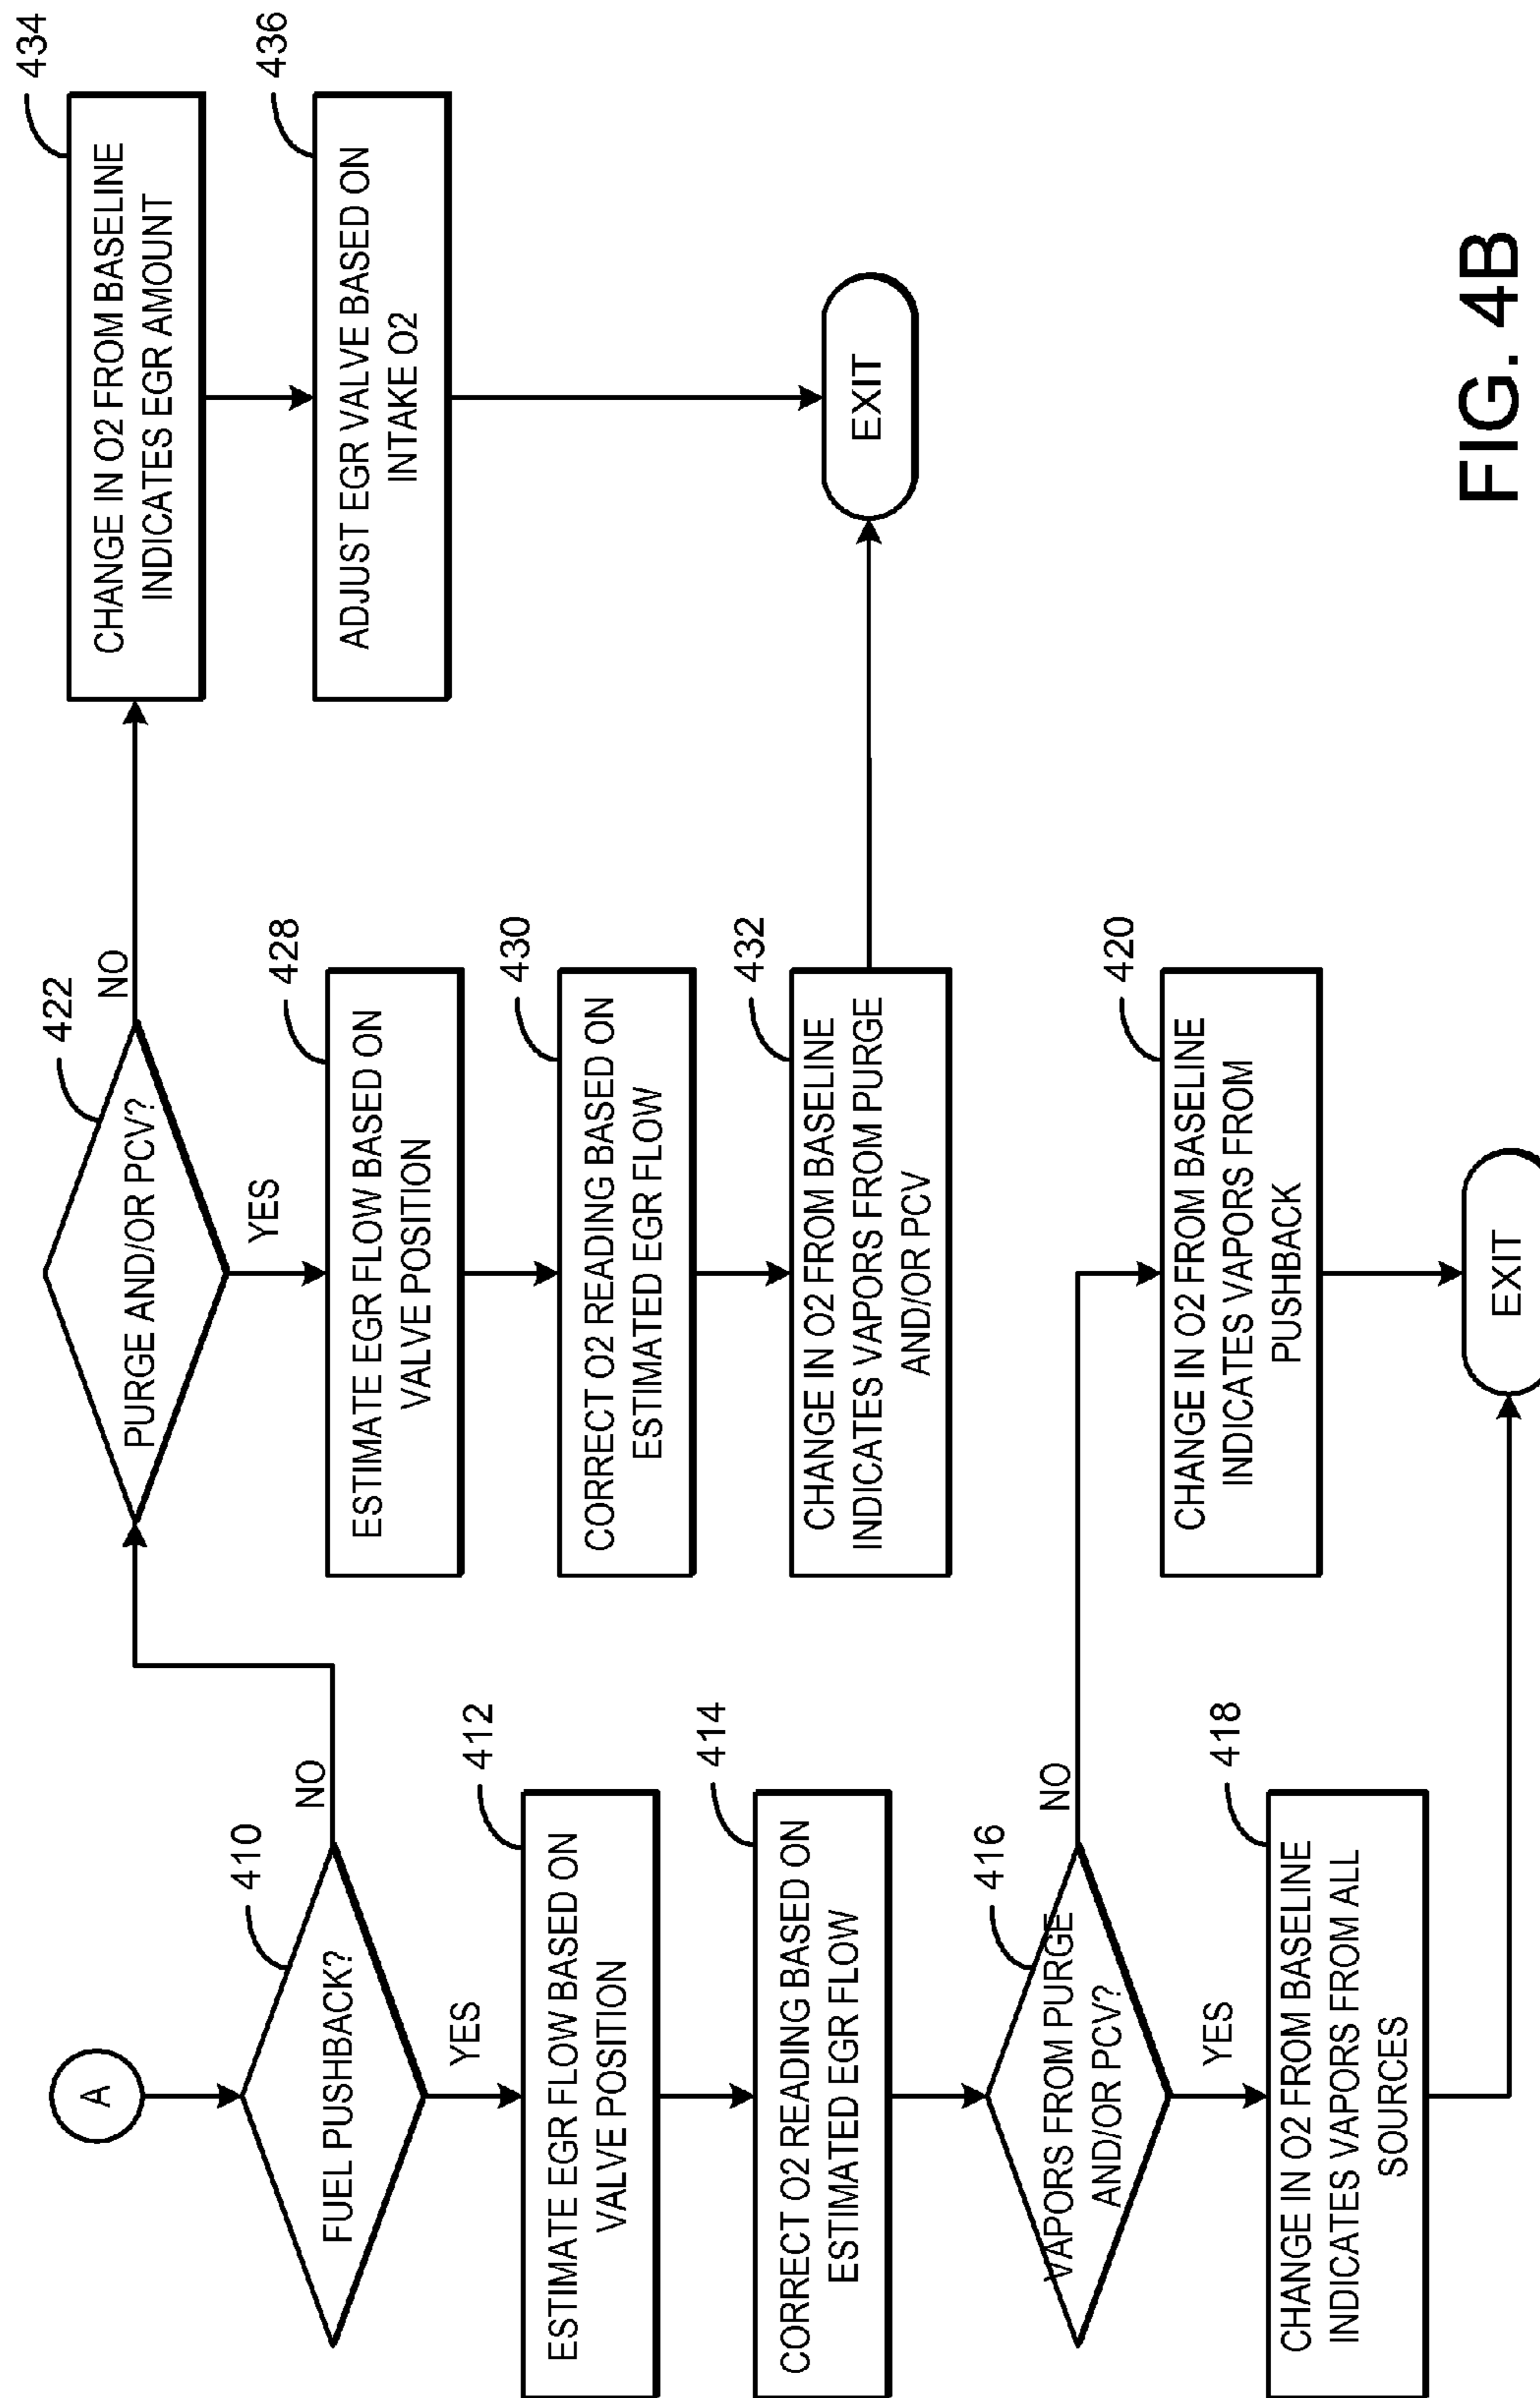 A
410
FUEL PUSHBACK?
NO
YES
412
ESTIMATE EGR FLOW BASED ON
VALVE POSITION
414
CORRECT O2 READING BASED ON
ESTIMATED EGR FLOW
416
VAPORS FROM PURGE
AND/OR PCV?
NO
YES
418
CHANGE IN O2 FROM BASELINE
INDICATES VAPORS FROM ALL
SOURCES
422
PURGE AND/OR PCV?
NO
YES
428
ESTIMATE EGR FLOW BASED ON
VALVE POSITION
430
CORRECT O2 READING BASED ON
ESTIMATED EGR FLOW
432
CHANGE IN O2 FROM BASELINE
INDICATES VAPORS FROM PURGE
AND/OR PCV
420
CHANGE IN O2 FROM BASELINE
INDICATES VAPORS FROM
PUSHBACK
EXIT
434
CHANGE IN O2 FROM BASELINE
INDICATES EGR AMOUNT
436
ADJUST EGR VALVE BASED ON
INTAKE O2
EXIT
FIG. 4B